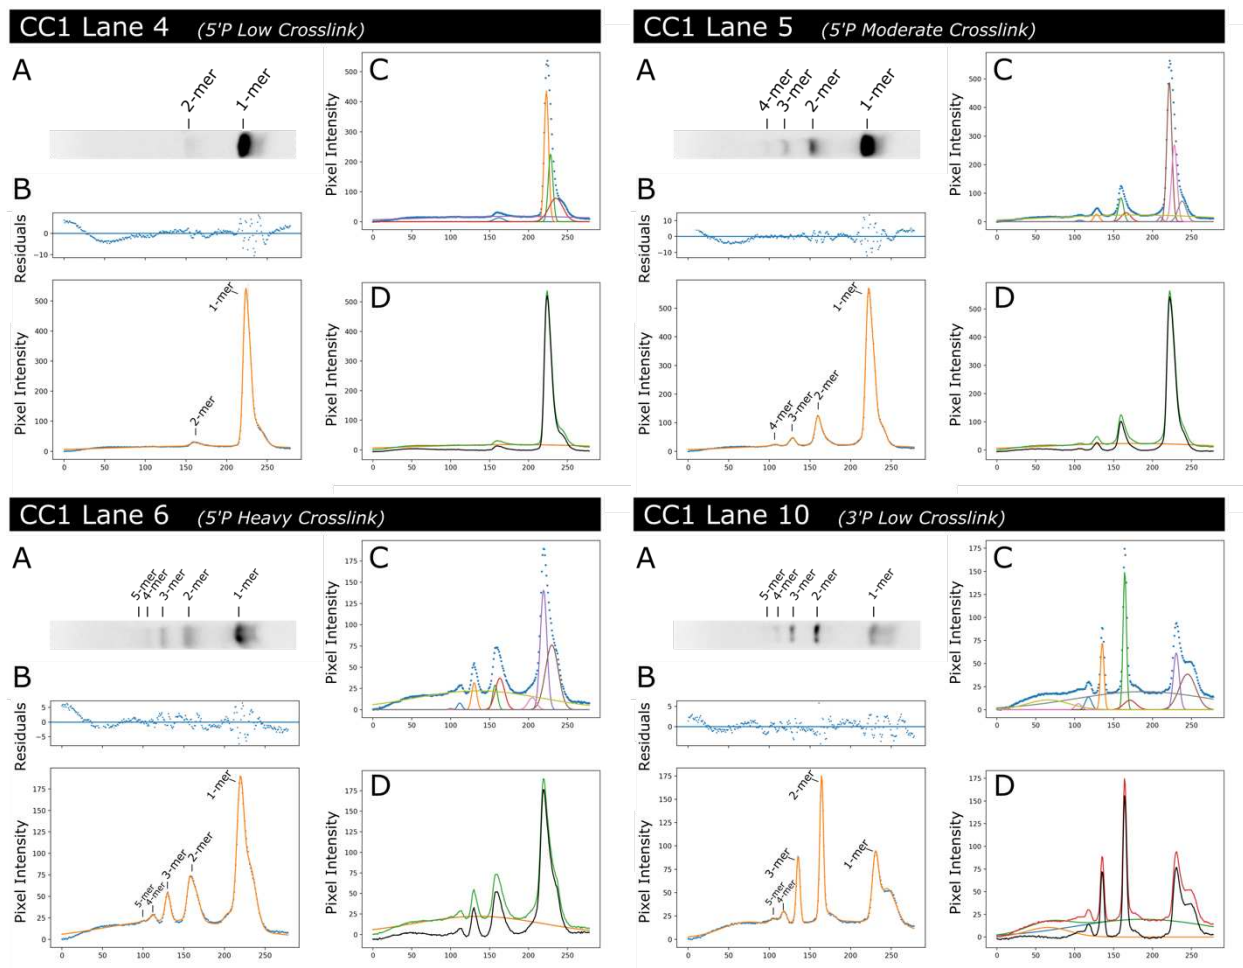 CC1 Lane 4 (5'P Low Crosslink)
A
2-mer
1-mer
B
Residuals
0
−10
Pixel Intensity
500
400
300
200
100
0
1-mer
2-mer
0 50 100 150 200 250
C
Pixel Intensity
500
400
300
200
100
0
0 50 100 150 200 250
D
Pixel Intensity
500
400
300
200
100
0
0 50 100 150 200 250
CC1 Lane 5 (5'P Moderate Crosslink)
A
4-mer
3-mer
2-mer
1-mer
B
Residuals
10
0
−10
Pixel Intensity
500
400
300
200
100
0
4-mer
3-mer
2-mer
1-mer
0 50 100 150 200 250
C
Pixel Intensity
500
400
300
200
100
0
0 50 100 150 200 250
D
Pixel Intensity
500
400
300
200
100
0
0 50 100 150 200 250
CC1 Lane 6 (5'P Heavy Crosslink)
A
5-mer
4-mer
3-mer
2-mer
1-mer
B
Residuals
5
0
−5
Pixel Intensity
175
150
125
100
75
50
25
0
5-mer
4-mer
3-mer
2-mer
1-mer
0 50 100 150 200 250
C
Pixel Intensity
175
150
125
100
75
50
25
0
0 50 100 150 200 250
D
Pixel Intensity
175
150
125
100
75
50
25
0
0 50 100 150 200 250
CC1 Lane 10 (3'P Low Crosslink)
A
5-mer
4-mer
3-mer
2-mer
1-mer
B
Residuals
5
0
−5
Pixel Intensity
175
150
125
100
75
50
25
0
5-mer
4-mer
3-mer
2-mer
1-mer
0 50 100 150 200 250
C
Pixel Intensity
175
150
125
100
75
50
25
0
0 50 100 150 200 250
D
Pixel Intensity
175
150
125
100
75
50
25
0
0 50 100 150 200 250